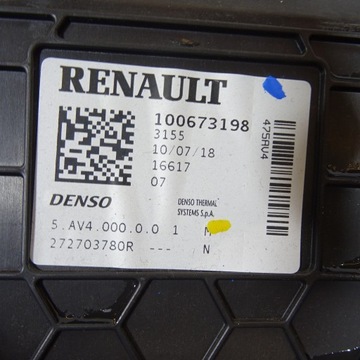 RENAULT
100673198
3155
10/07/18
16617
07
475RV4
DENSO
DENSO THERMAL
SYSTEMS S.p.A.
5.AV4.000.0.0 1 M
272703780R --- N